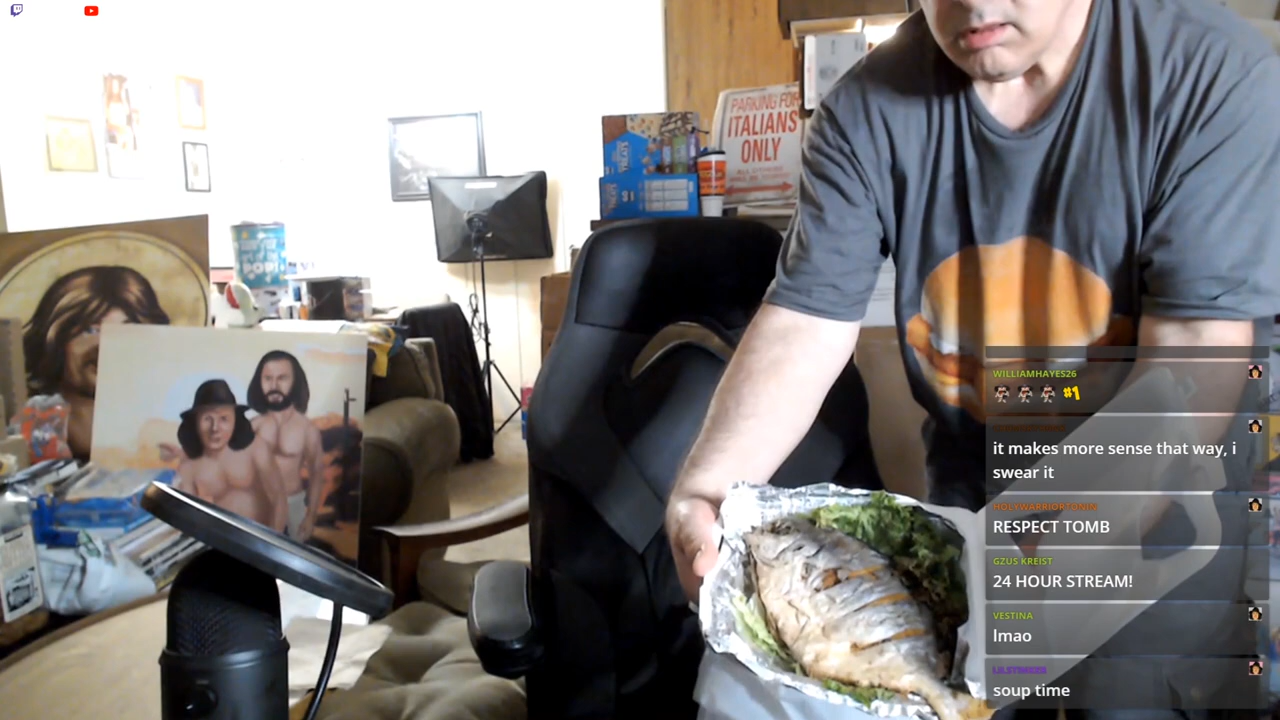 PARKING FOR
ITALIANS
ONLY
WILLIAMHAYES26
#1
it makes more sense that way, i
swear it
HOLYWARRIORTONIN
RESPECT TOMB
GZUS KREIST
24 HOUR STREAM!
VESTINA
lmao
soup time